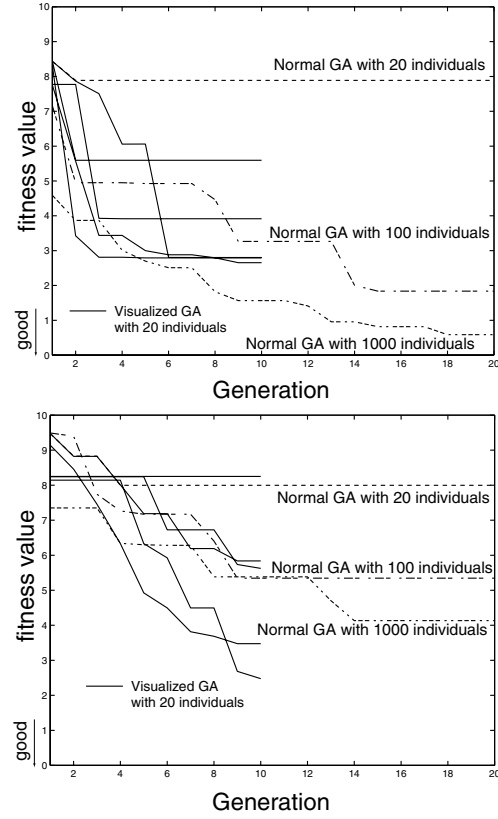 10
9
8
7
6
5
4
3
2
1
0
fitness value
good
Normal GA with 20 individuals
Normal GA with 100 individuals
Normal GA with 1000 individuals
Visualized GA
with 20 individuals
2 4 6 8 10 12 14 16 18 20
Generation
10
9
8
7
6
5
4
3
2
1
0
fitness value
good
Normal GA with 20 individuals
Normal GA with 100 individuals
Normal GA with 1000 individuals
Visualized GA
with 20 individuals
2 4 6 8 10 12 14 16 18 20
Generation